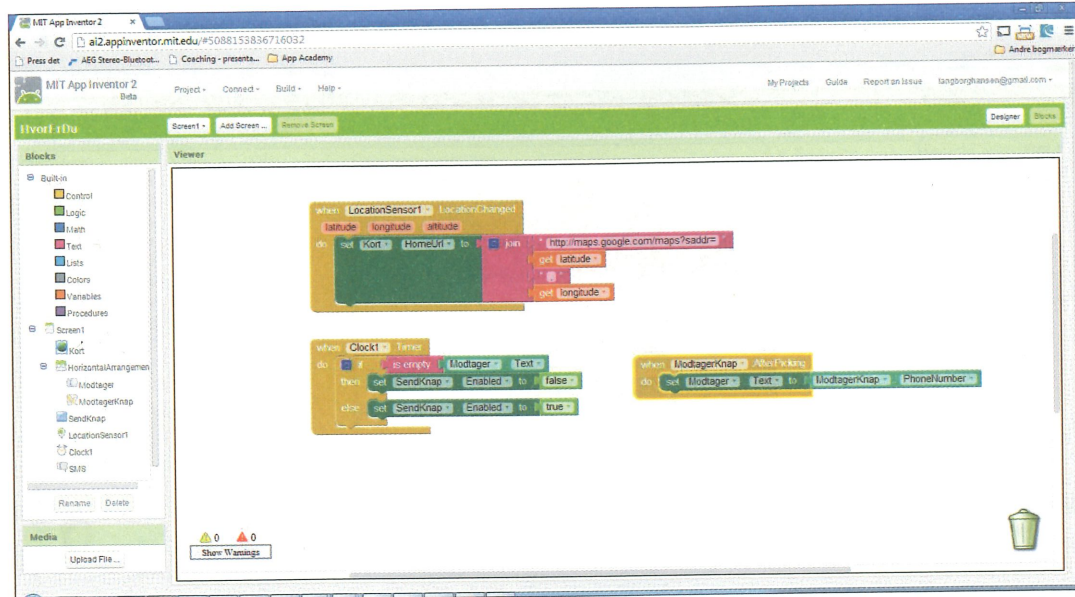 MIT App Inventor 2
ai2.appinventor.mit.edu/#5088153836716032
Press det AEG Stereo-Bluetoot... Coaching - presenta... App Academy Andre bogmærker
MIT App Inventor 2
Beta
Project Connect Build Help My Projects Guide Report an Issue tangborghansen@gmail.com
HvorErDu Screen1 Add Screen ... Remove Screen Designer Blocks
Blocks Viewer
Built-in
Control
Logic
Math
Text
Lists
Colors
Variables
Procedures
Screen1
Kort
HorizontalArrangemen
Modtager
ModtagerKnap
SendKnap
LocationSensor1
Clock1
SMS
Rename Delete
Media
Upload File ...
when LocationSensor1 .LocationChanged
latitude longitude altitude
do set Kort . HomeUrl to join " http://maps.google.com/maps?saddr= "
get latitude
" , "
get longitude
when Clock1 .Timer
do if is empty Modtager . Text
then set SendKnap . Enabled to false
else set SendKnap . Enabled to true
when ModtagerKnap .AfterPicking
do set Modtager . Text to ModtagerKnap . PhoneNumber
0 0
Show Warnings